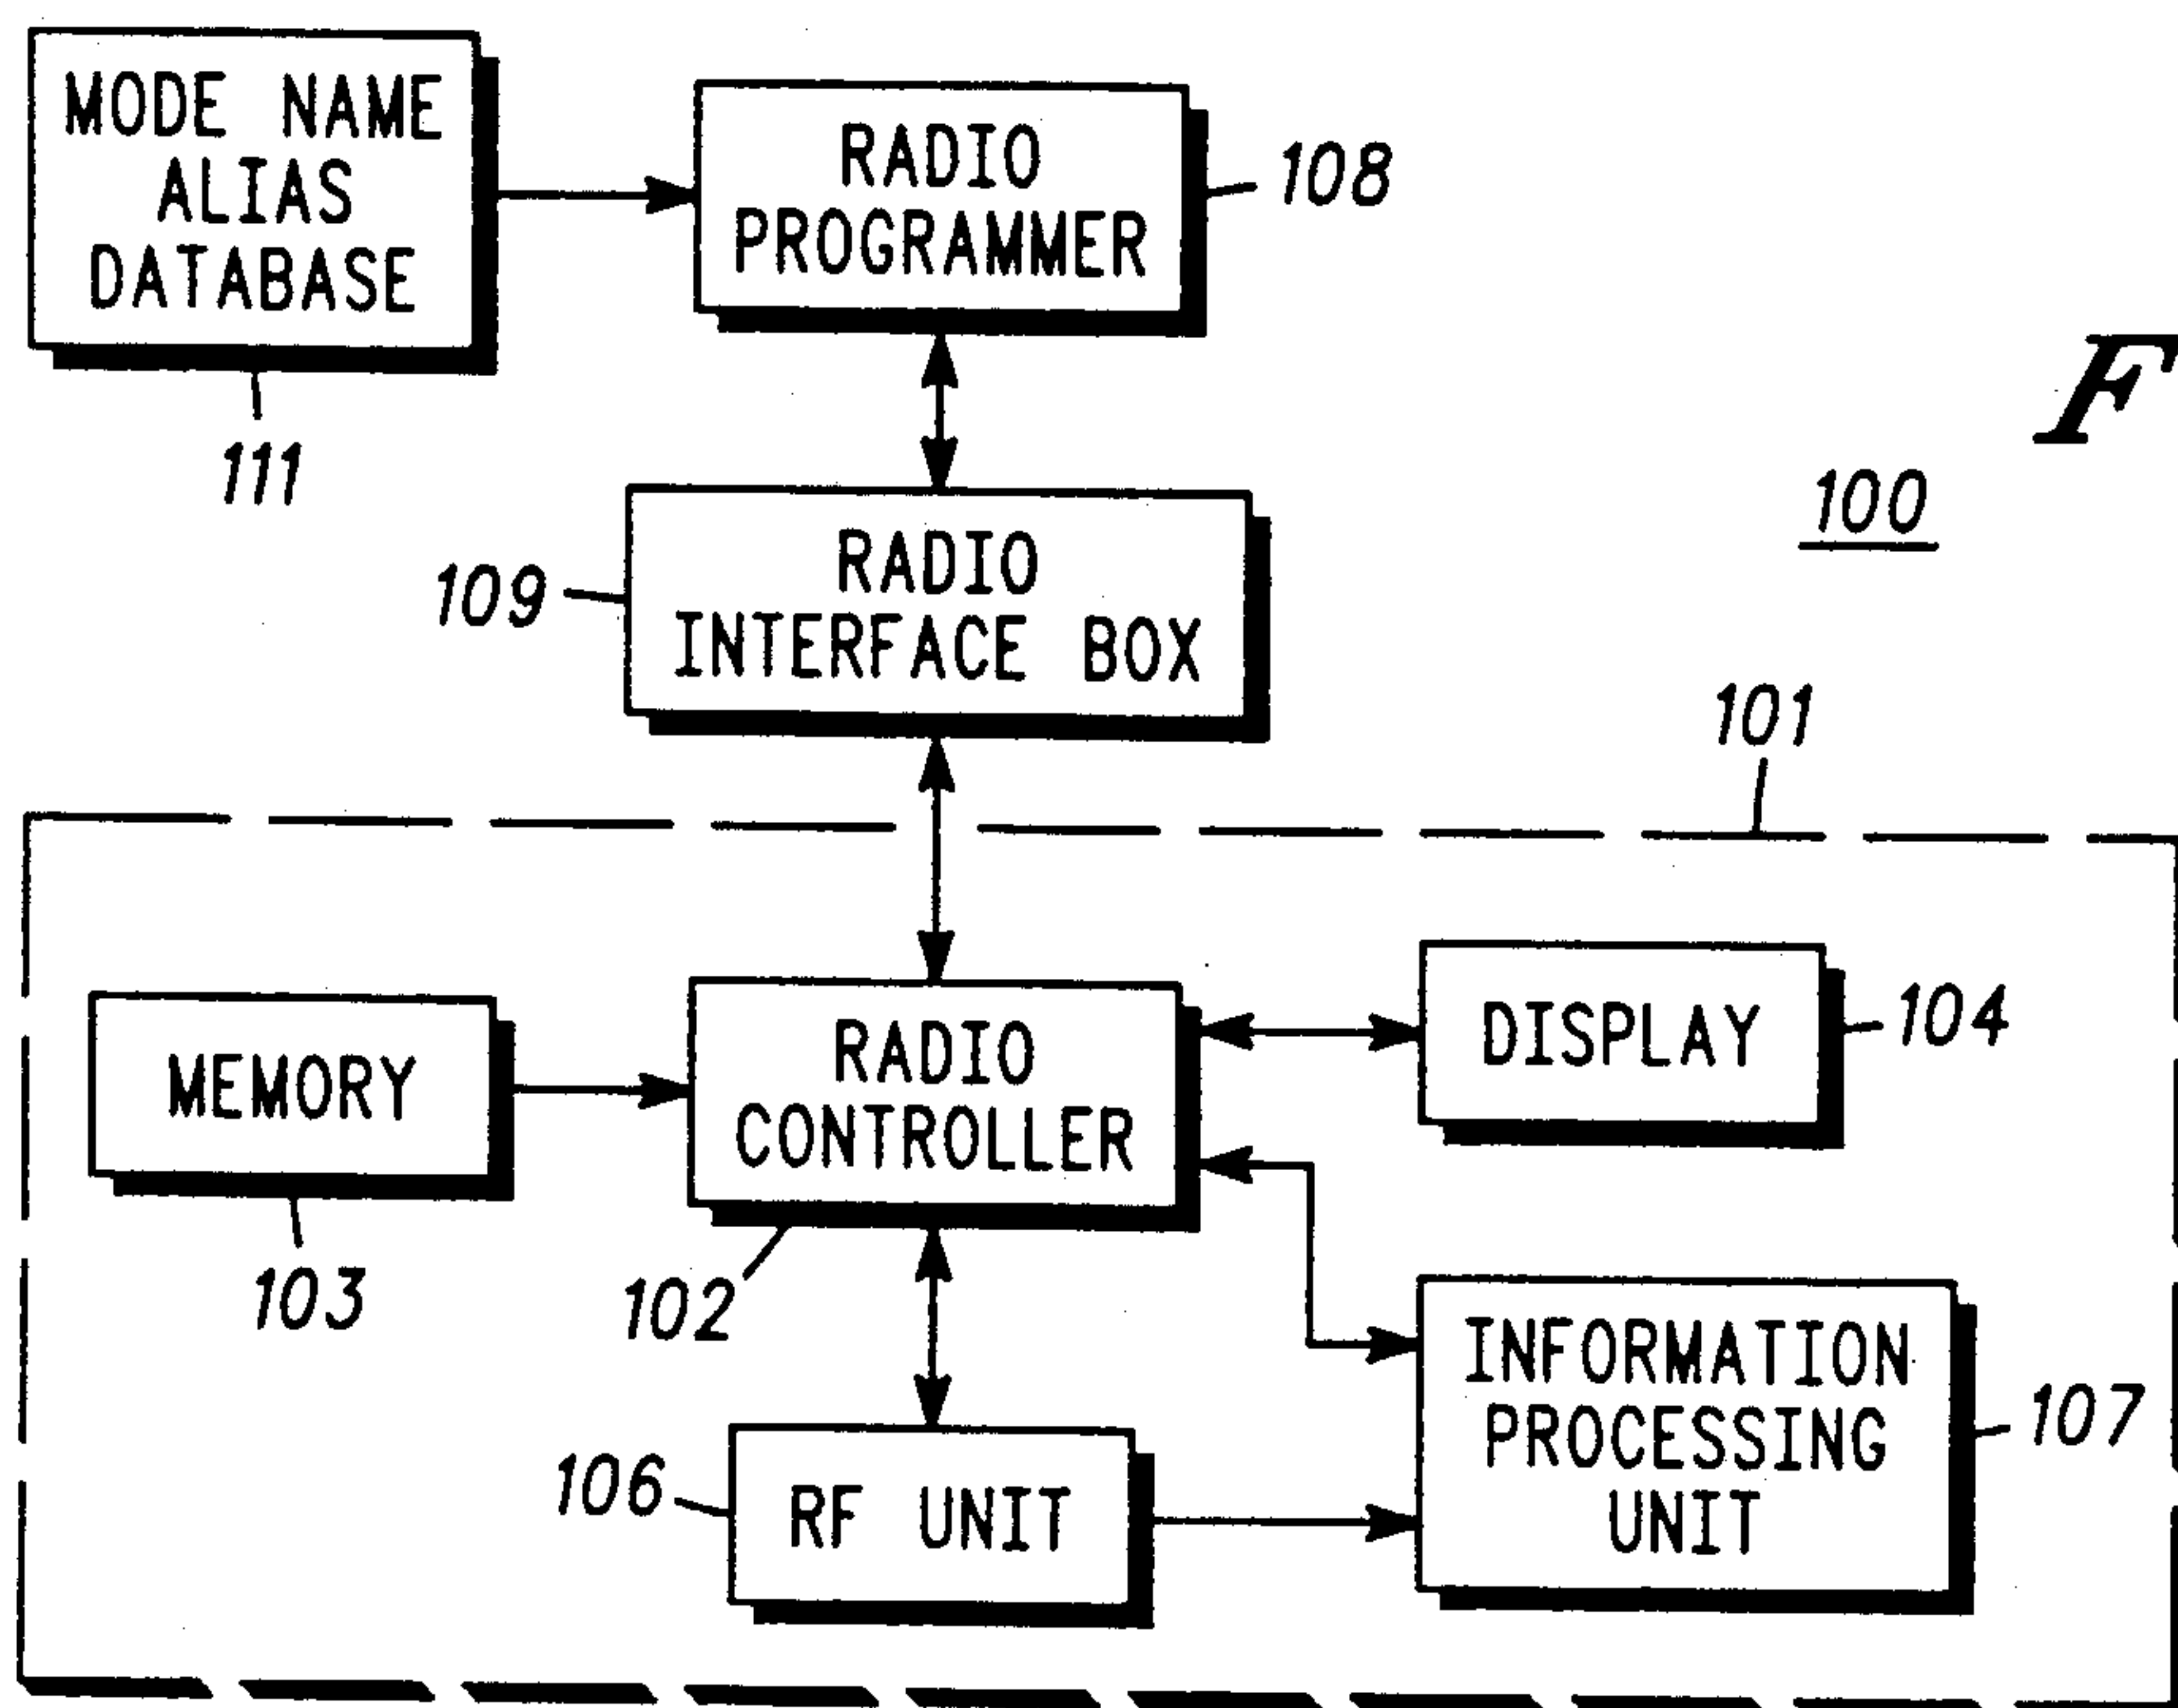 MODE NAME
ALIAS
DATABASE
111
RADIO
PROGRAMMER
108
F
100
RADIO
INTERFACE BOX
109
101
MEMORY
103
RADIO
CONTROLLER
102
DISPLAY
104
RF UNIT
106
INFORMATION
PROCESSING
UNIT
107